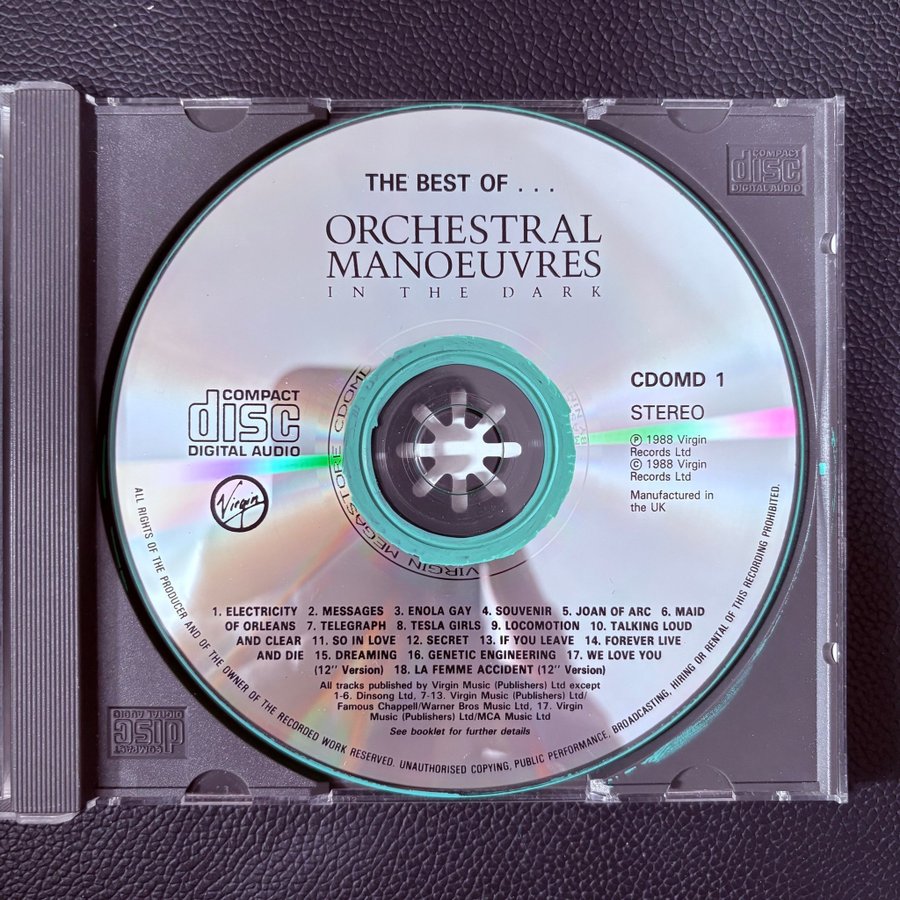 THE BEST OF . . .
ORCHESTRAL
MANOEUVRES
IN THE DARK
COMPACT
disc
DIGITAL AUDIO
COMPACT
disc
DIGITAL AUDIO
Virgin
CDOMD 1
STEREO
℗ 1988 Virgin
Records Ltd
© 1988 Virgin
Records Ltd
Manufactured in
the UK
VIRGIN MEGASTORE CDOMD
1. ELECTRICITY 2. MESSAGES 3. ENOLA GAY 4. SOUVENIR 5. JOAN OF ARC 6. MAID
OF ORLEANS 7. TELEGRAPH 8. TESLA GIRLS 9. LOCOMOTION 10. TALKING LOUD
AND CLEAR 11. SO IN LOVE 12. SECRET 13. IF YOU LEAVE 14. FOREVER LIVE
AND DIE 15. DREAMING 16. GENETIC ENGINEERING 17. WE LOVE YOU
(12" Version) 18. LA FEMME ACCIDENT (12" Version)
All tracks published by Virgin Music (Publishers) Ltd except
1-6. Dinsong Ltd, 7-13. Virgin Music (Publishers) Ltd/
Famous Chappell/Warner Bros Music Ltd, 17. Virgin
Music (Publishers) Ltd/MCA Music Ltd
See booklet for further details
ALL RIGHTS OF THE PRODUCER AND OF THE OWNER OF THE RECORDED WORK RESERVED. UNAUTHORISED COPYING, PUBLIC PERFORMANCE, BROADCASTING, HIRING OR RENTAL OF THIS RECORDING PROHIBITED.
COMPACT
disc
DIGITAL AUDIO